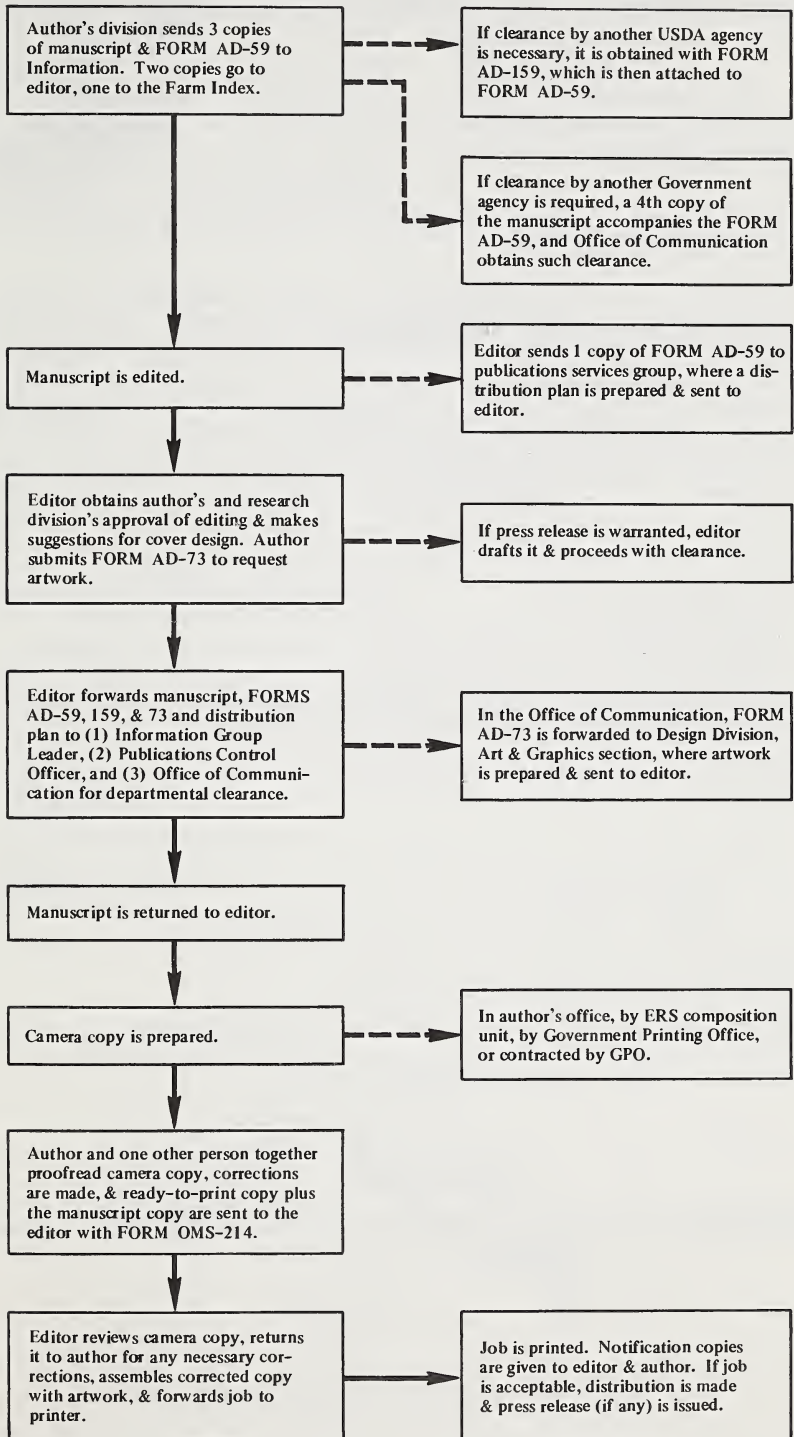 Author's division sends 3 copies
of manuscript & FORM AD-59 to
Information. Two copies go to
editor, one to the Farm Index.
If clearance by another USDA agency
is necessary, it is obtained with FORM
AD-159, which is then attached to
FORM AD-59.
If clearance by another Government
agency is required, a 4th copy of
the manuscript accompanies the FORM
AD-59, and Office of Communication
obtains such clearance.
Manuscript is edited.
Editor sends 1 copy of FORM AD-59 to
publications services group, where a dis-
tribution plan is prepared & sent to
editor.
Editor obtains author's and research
division's approval of editing & makes
suggestions for cover design. Author
submits FORM AD-73 to request
artwork.
If press release is warranted, editor
drafts it & proceeds with clearance.
Editor forwards manuscript, FORMS
AD-59, 159, & 73 and distribution
plan to (1) Information Group
Leader, (2) Publications Control
Officer, and (3) Office of Communi-
cation for departmental clearance.
In the Office of Communication, FORM
AD-73 is forwarded to Design Division,
Art & Graphics section, where artwork
is prepared & sent to editor.
Manuscript is returned to editor.
Camera copy is prepared.
In author's office, by ERS composition
unit, by Government Printing Office,
or contracted by GPO.
Author and one other person together
proofread camera copy, corrections
are made, & ready-to-print copy plus
the manuscript copy are sent to the
editor with FORM OMS-214.
Editor reviews camera copy, returns
it to author for any necessary cor-
rections, assembles corrected copy
with artwork, & forwards job to
printer.
Job is printed. Notification copies
are given to editor & author. If job
is acceptable, distribution is made
& press release (if any) is issued.